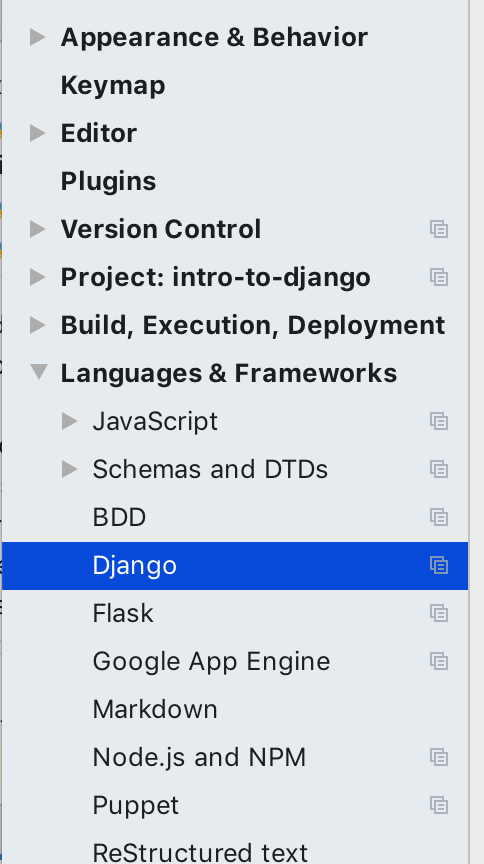 Appearance & Behavior
Keymap
Editor
Plugins
Version Control
Project: intro-to-django
Build, Execution, Deployment
Languages & Frameworks
JavaScript
Schemas and DTDs
BDD
Django
Flask
Google App Engine
Markdown
Node.js and NPM
Puppet
ReStructured text